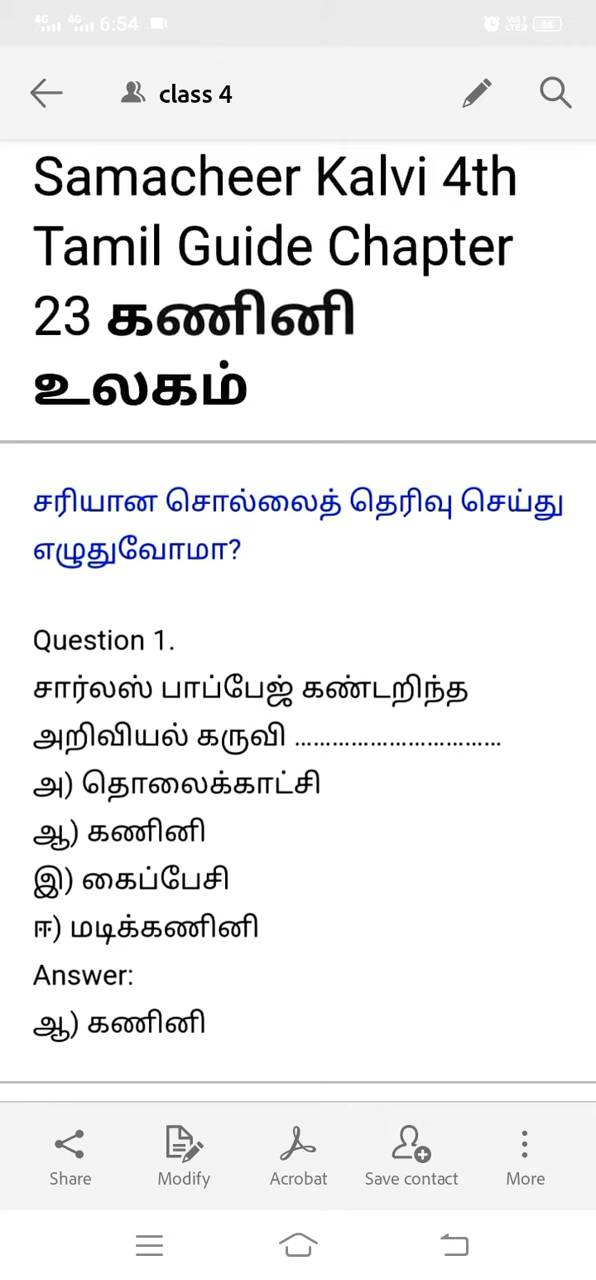 6:54
class 4
Samacheer Kalvi 4th
Tamil Guide Chapter
23 கணினி
உலகம்
சரியான சொல்லைத் தெரிவு செய்து
எழுதுவோமா?
Question 1.
சார்லஸ் பாப்பேஜ் கண்டறிந்த
அறிவியல் கருவி .................................
அ) தொலைக்காட்சி
ஆ) கணினி
இ) கைப்பேசி
ஈ) மடிக்கணினி
Answer:
ஆ) கணினி
Share Modify Acrobat Save contact More